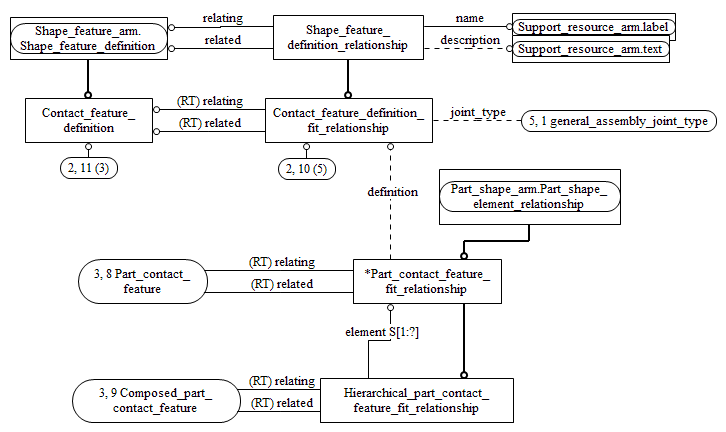 Shape_feature_arm.
Shape_feature_definition
relating
related
Shape_feature_
definition_relationship
name
description
Support_resource_arm.label
Support_resource_arm.text
Contact_feature_
definition
(RT) relating
(RT) related
Contact_feature_definition_
fit_relationship
joint_type
5, 1 general_assembly_joint_type
2, 11 (3)
2, 10 (5)
definition
Part_shape_arm.Part_shape_
element_relationship
3, 8 Part_contact_
feature
(RT) relating
(RT) related
*Part_contact_feature_
fit_relationship
element S[1:?]
3, 9 Composed_part_
contact_feature
(RT) relating
(RT) related
Hierarchical_part_contact_
feature_fit_relationship